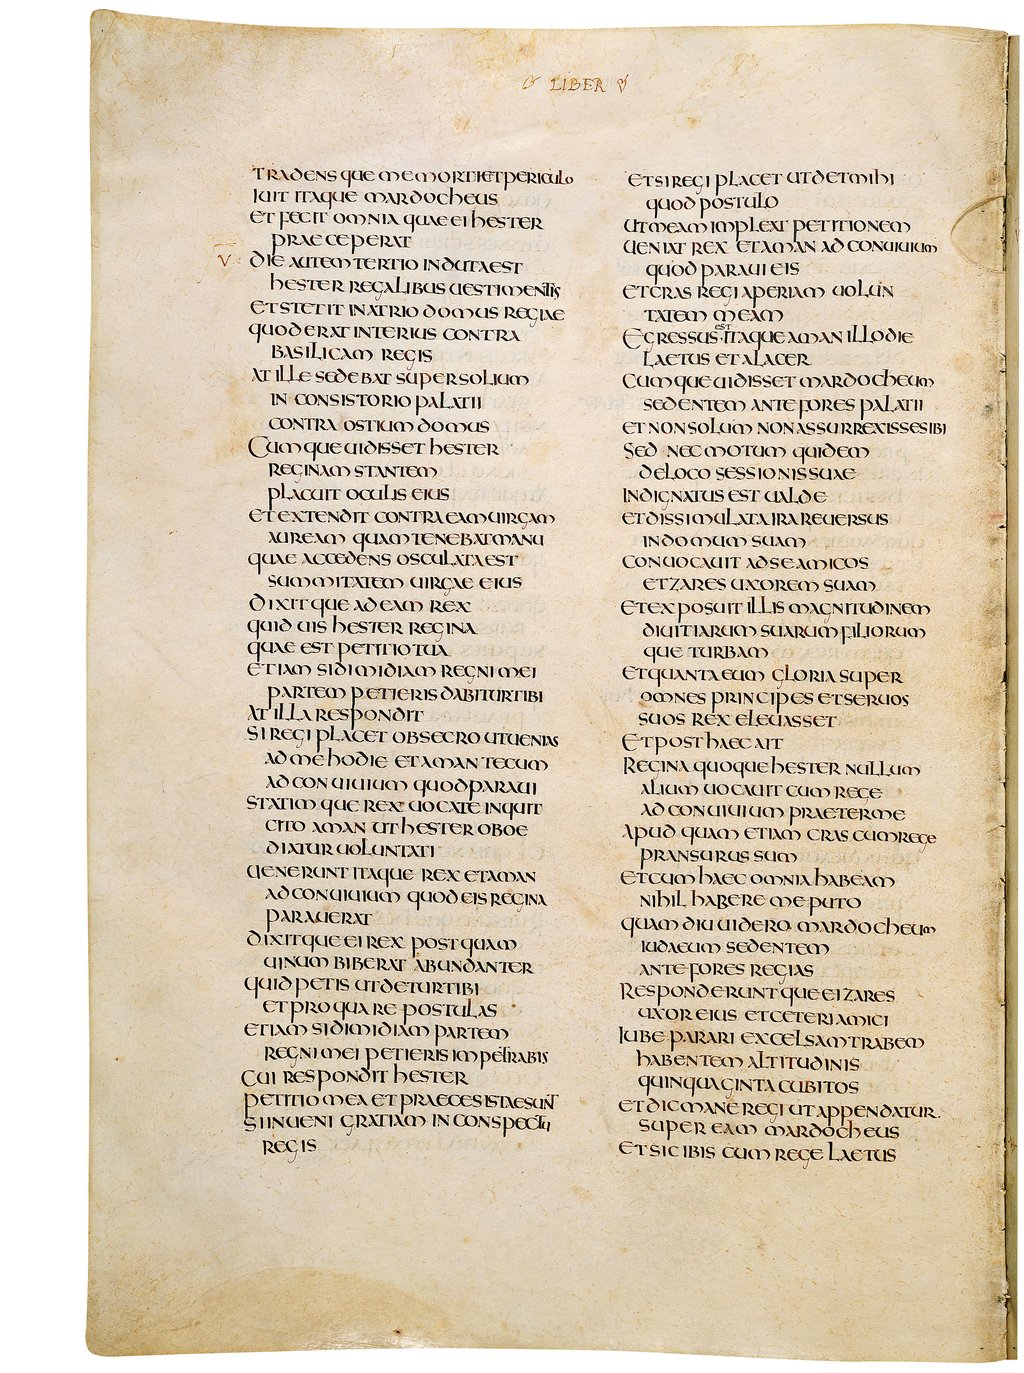 LIBER
TRADENSQUE ME MORTI ET PERICULO
IUIT ITAQUE MARDOCHEUS
ET FECIT OMNIA QUAE EI HESTER
PRAECEPERAT
V DIE AUTEM TERTIO INDUTA EST
HESTER REGALIBUS UESTIMENTIS
ET STETIT IN ATRIO DOMUS REGIAE
QUOD ERAT INTERIUS CONTRA
BASILICAM REGIS
AT ILLE SEDEBAT SUPER SOLIUM
IN CONSISTORIO PALATII
CONTRA OSTIUM DOMUS
CUMQUE UIDISSET HESTER
REGINAM STANTEM
PLACUIT OCULIS EIUS
ET EXTENDIT CONTRA EAM UIRGAM
AUREAM QUAM TENEBAT MANU
QUAE ACCEDENS OSCULATA EST
SUMMITATEM UIRGAE EIUS
DIXITQUE AD EAM REX
QUID UIS HESTER REGINA
QUAE EST PETITIO TUA
ETIAM SI DIMIDIAM REGNI MEI
PARTEM PETIERIS DABITUR TIBI
AT ILLA RESPONDIT
SI REGI PLACET OBSECRO UT UENIAS
AD ME HODIE ET AMAN TECUM
AD CONUIUIUM QUOD PARAUI
STATIMQUE REX UOCATE INQUIT
CITO AMAN UT HESTER OBOE
DIATUR UOLUNTATI
UENERUNT ITAQUE REX ET AMAN
AD CONUIUIUM QUOD EIS REGINA
PARAUERAT
DIXITQUE EI REX POSTQUAM
UINUM BIBERAT ABUNDANTER
QUID PETIS UT DETUR TIBI
ET PRO QUA RE POSTULAS
ETIAM SI DIMIDIAM PARTEM
REGNI MEI PETIERIS IMPETRABIS
CUI RESPONDIT HESTER
PETITIO MEA ET PRAECES ISTAE SUNT
SI INUENI GRATIAM IN CONSPECTU
REGIS
ET SI REGI PLACET UT DET MIHI
QUOD POSTULO
UT MEAM IMPLEAT PETITIONEM
UENIAT REX ET AMAN AD CONUIUIUM
QUOD PARAUI EIS
ET CRAS REGI APERIAM UOLUN
TATEM MEAM
EGRESSUS EST ITAQUE AMAN ILLO DIE
LAETUS ET ALACER
CUMQUE UIDISSET MARDOCHEUM
SEDENTEM ANTE FORES PALATII
ET NON SOLUM NON ASSURREXISSE SIBI
SED NEC MOTUM QUIDEM
DE LOCO SESSIONIS SUAE
INDIGNATUS EST UALDE
ET DISSIMULATA IRA REUERSUS
IN DOMUM SUAM
CONUOCAUIT AD SE AMICOS
ET ZARES UXOREM SUAM
ET EXPOSUIT ILLIS MAGNITUDINEM
DIUITIARUM SUARUM FILIORUM
QUE TURBAM
ET QUANTA EUM GLORIA SUPER
OMNES PRINCIPES ET SERUOS
SUOS REX ELEUASSET
ET POST HAEC AIT
REGINA QUOQUE HESTER NULLUM
ALIUM UOCAUIT CUM REGE
AD CONUIUIUM PRAETER ME
APUD QUAM ETIAM CRAS CUM REGE
PRANSURUS SUM
ET CUM HAEC OMNIA HABEAM
NIHIL HABERE ME PUTO
QUAMDIU UIDERO MARDOCHEUM
IUDAEUM SEDENTEM
ANTE FORES REGIAS
RESPONDERUNTQUE EI ZARES
UXOR EIUS ET CETERI AMICI
IUBE PARARI EXCELSAM TRABEM
HABENTEM ALTITUDINIS
QUINQUAGINTA CUBITOS
ET DIC MANE REGI UT APPENDATUR
SUPER EAM MARDOCHEUS
ET SIC IBIS CUM REGE LAETUS